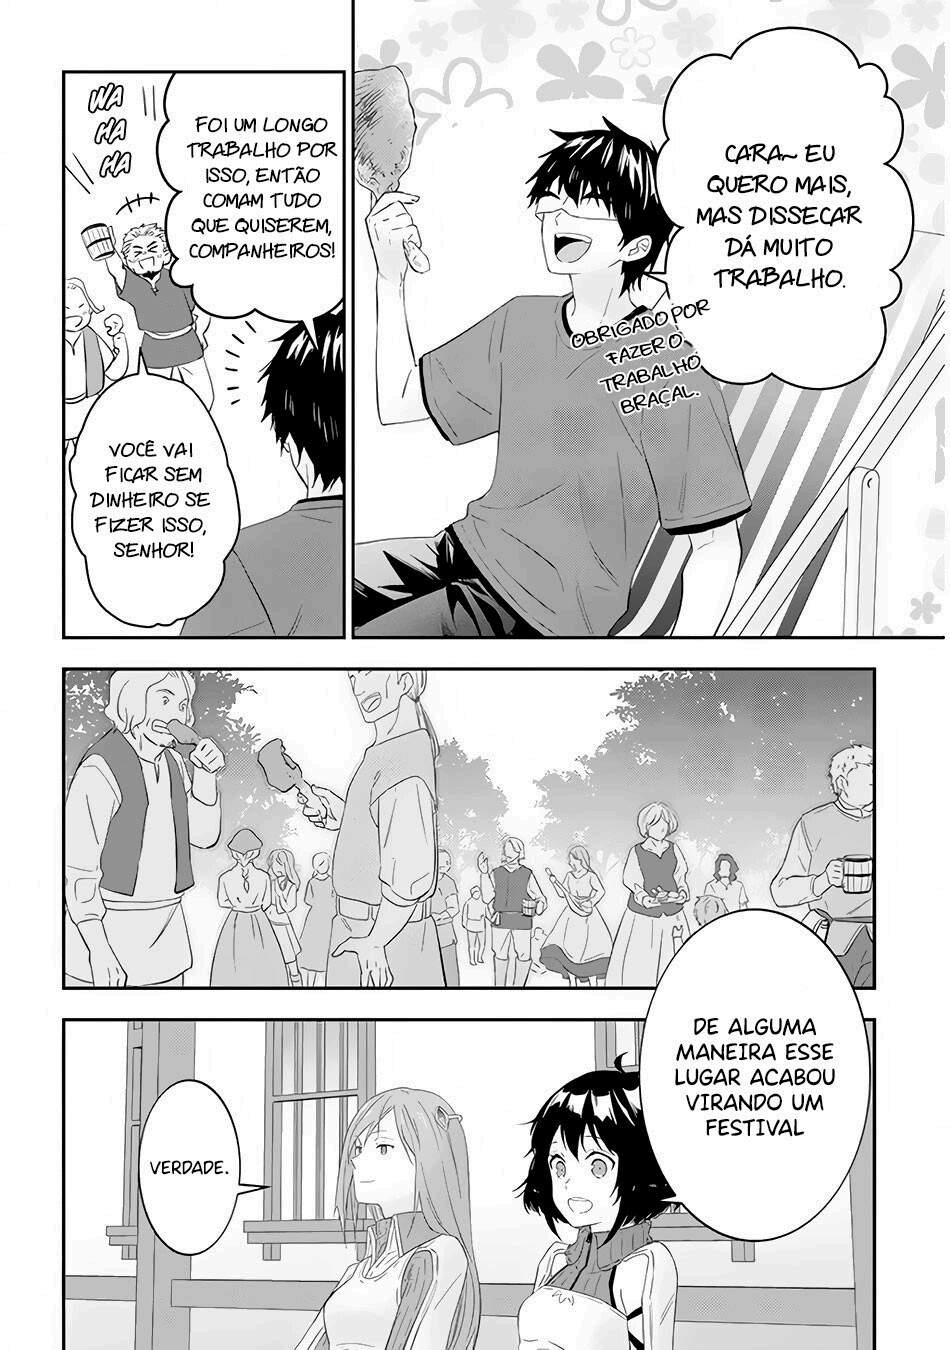 CARA~ EU
QUERO MAIS,
MAS DISSECAR
DÁ MUITO
TRABALHO.
OBRIGADO POR
FAZER O
TRABALHO
BRAÇAL.
FOI UM LONGO
TRABALHO POR
ISSO, ENTÃO
COMAM TUDO
QUE QUISEREM,
COMPANHEIROS!
WA
HA
HA
VOCÊ VAI
FICAR SEM
DINHEIRO SE
FIZER ISSO,
SENHOR!
DE ALGUMA
MANEIRA ESSE
LUGAR ACABOU
VIRANDO UM
FESTIVAL
VERDADE.